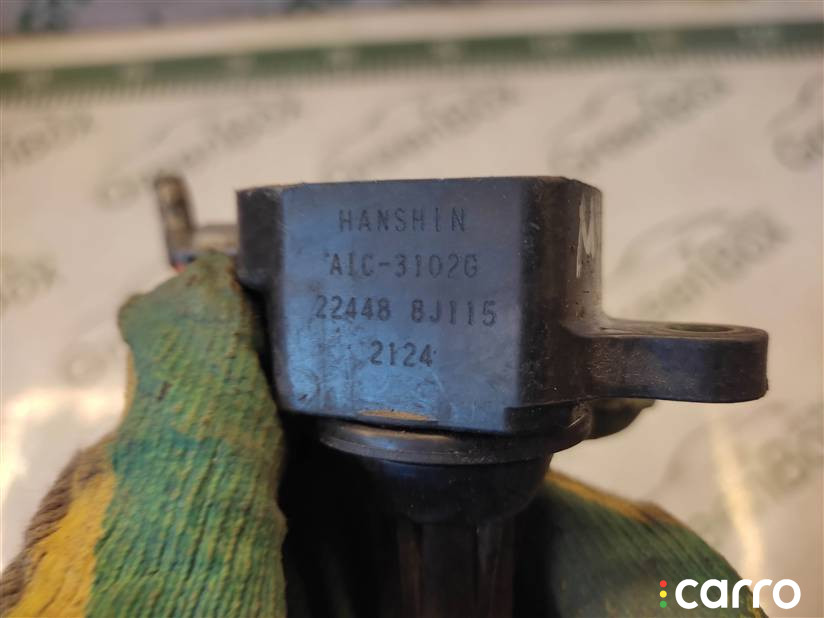 HANSHIN
AIC-3102G
22448 8J115
2124
M
carro